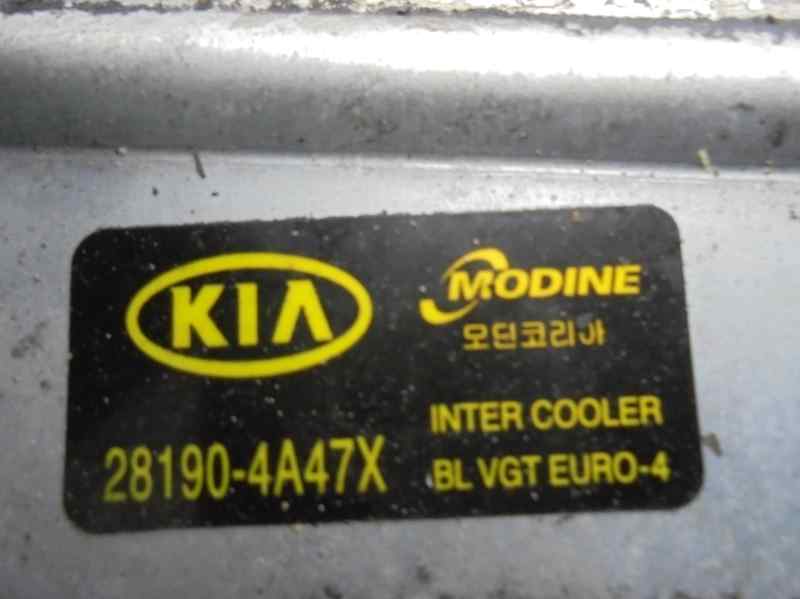 KIA
MODINE
모딘코리아
INTER COOLER
28190-4A47X
BL VGT EURO-4